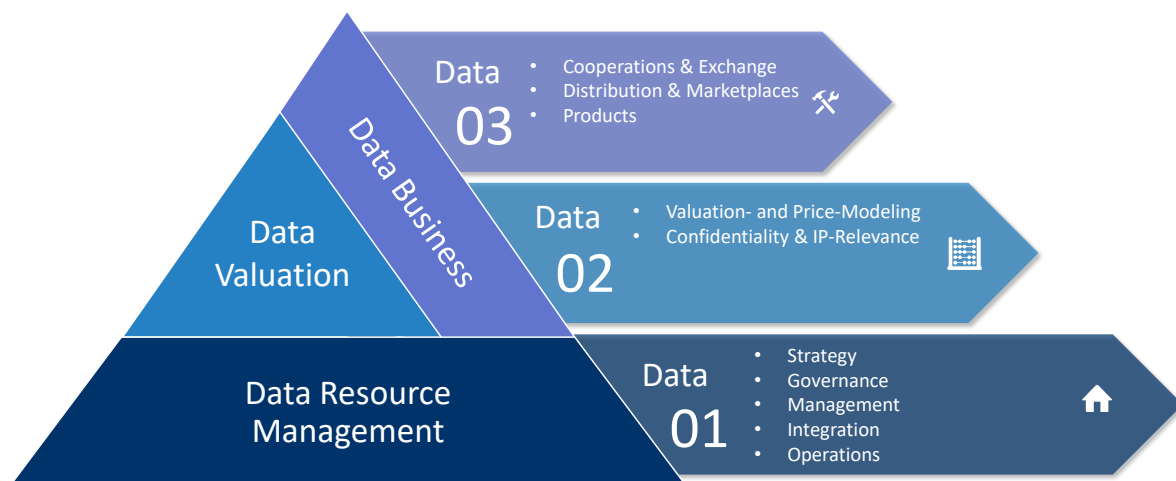 Data
03
• Cooperations & Exchange
• Distribution & Marketplaces
• Products
Data Business
Data
Valuation
Data
02
• Valuation- and Price-Modeling
• Confidentiality & IP-Relevance
Data Resource
Management
Data
01
• Strategy
• Governance
• Management
• Integration
• Operations